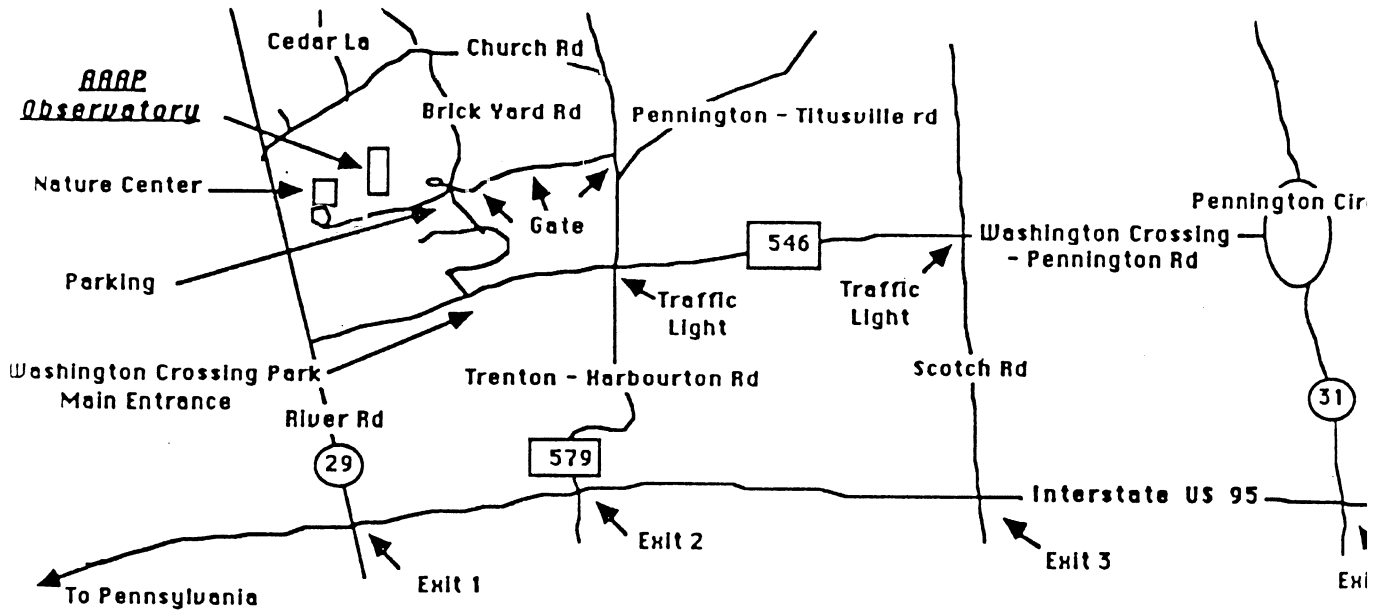 Cedar La
Church Rd
AAAP
Observatory
Brick Yard Rd
Pennington - Titusville rd
Nature Center
Pennington Cir
Gate
546
Washington Crossing
- Pennington Rd
Parking
Traffic
Light
Traffic
Light
Washington Crossing Park
Main Entrance
Trenton - Harbourton Rd
Scotch Rd
River Rd
31
29
579
Interstate US 95
Exit 2
Exit 3
Exit 1
Exi
To Pennsylvania